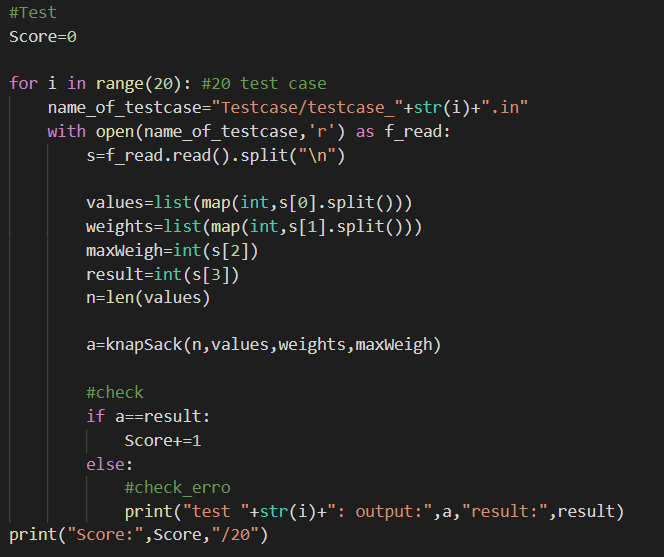 #Test
Score=0
for i in range(20): #20 test case
name_of_testcase="Testcase/testcase_"+str(i)+".in"
with open(name_of_testcase,'r') as f_read:
s=f_read.read().split("\n")
values=list(map(int,s[0].split()))
weights=list(map(int,s[1].split()))
maxWeigh=int(s[2])
result=int(s[3])
n=len(values)
a=knapSack(n,values,weights,maxWeigh)
#check
if a==result:
Score+=1
else:
#check_erro
print("test "+str(i)+": output:",a,"result:",result)
print("Score:",Score,"/20")